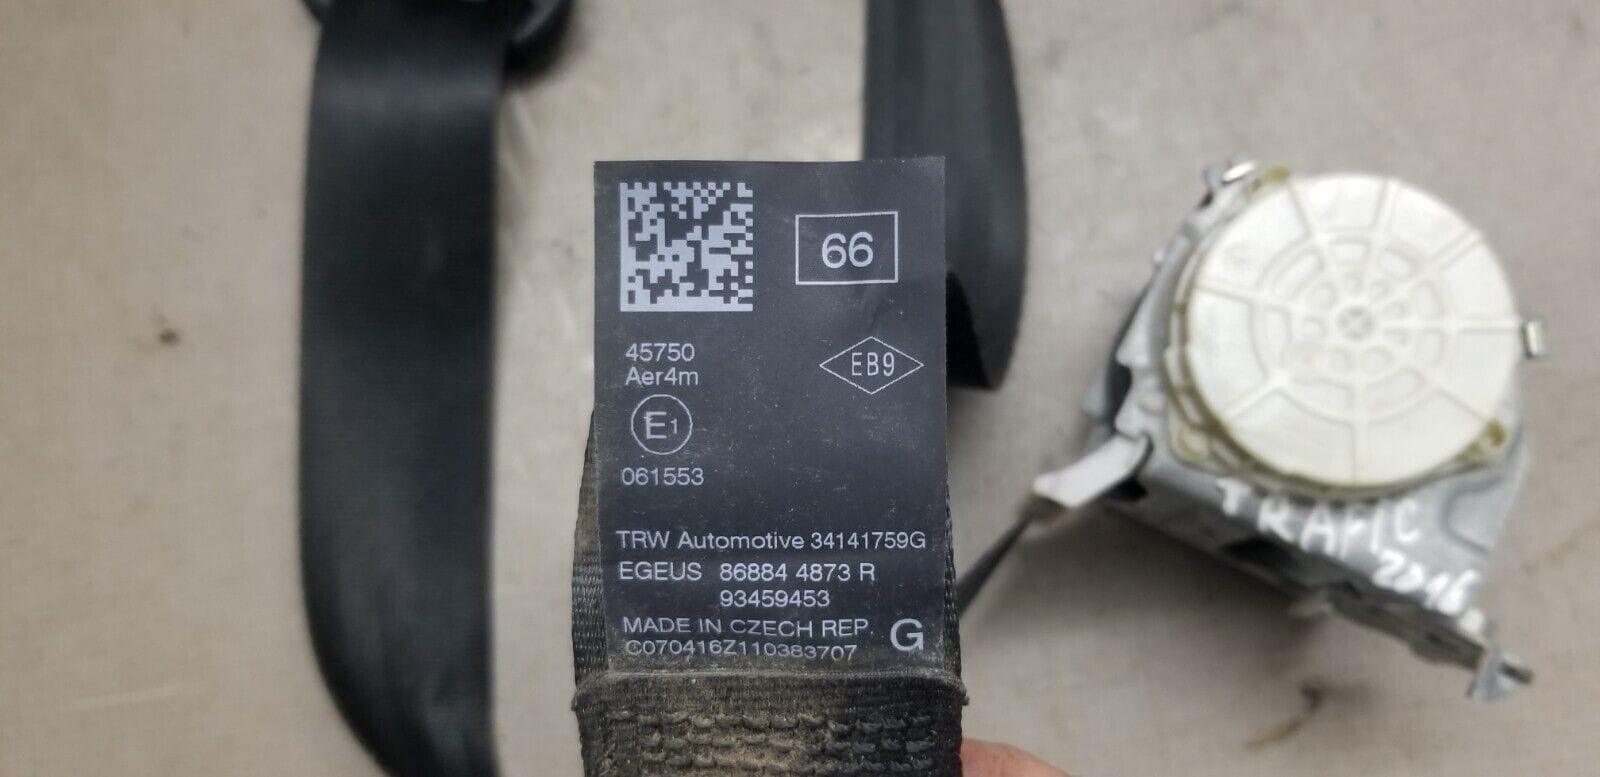 66
45750
Aer4m
EB9
E1
061553
TRW Automotive 34141759G
EGEUS 86884 4873 R
93459453
MADE IN CZECH REP. G
C070416Z110383707
TRAFIC
2016